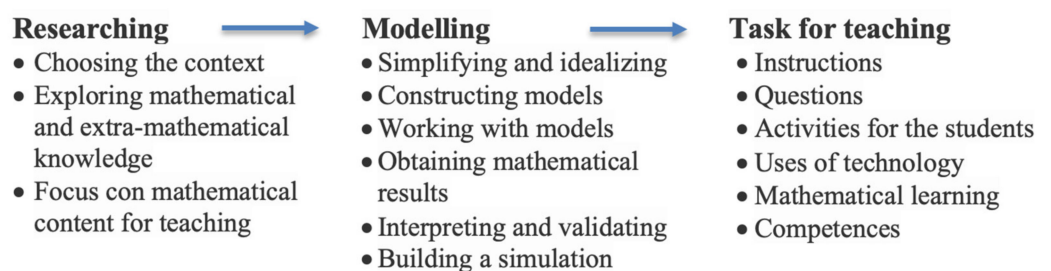 Researching
• Choosing the context
• Exploring mathematical
and extra-mathematical
knowledge
• Focus con mathematical
content for teaching
Modelling
• Simplifying and idealizing
• Constructing models
• Working with models
• Obtaining mathematical
results
• Interpreting and validating
• Building a simulation
Task for teaching
• Instructions
• Questions
• Activities for the students
• Uses of technology
• Mathematical learning
• Competences